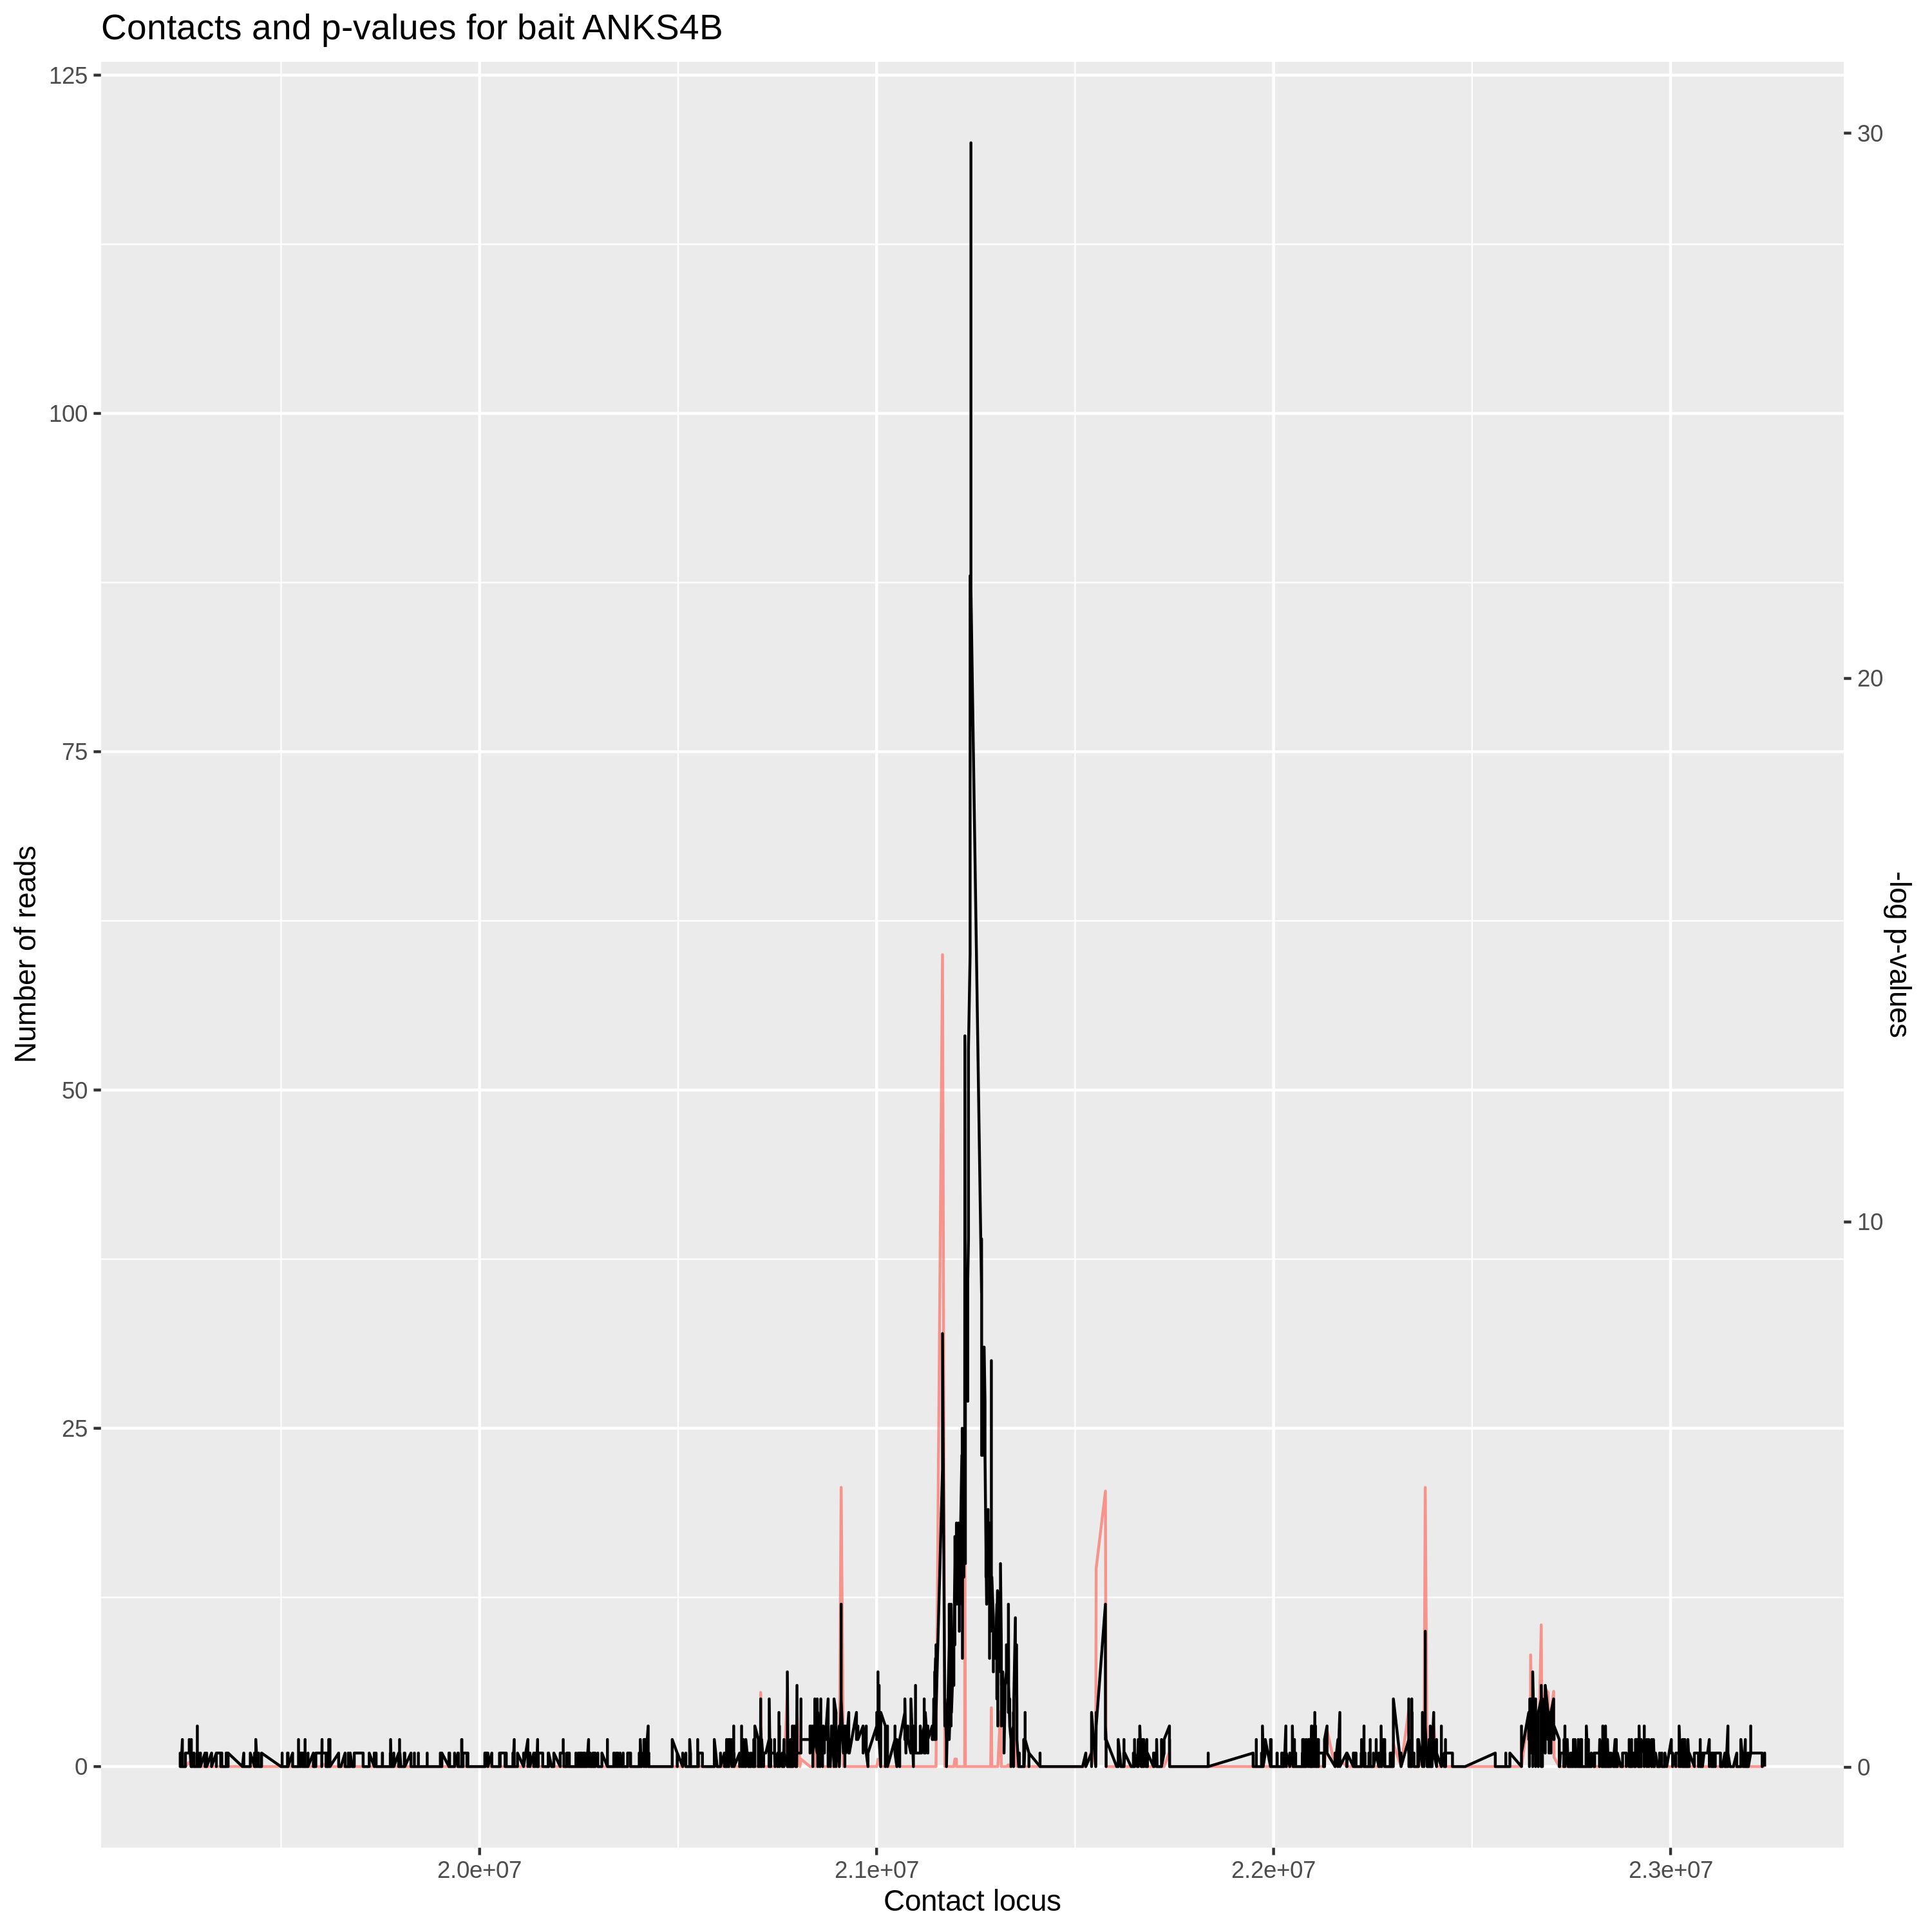 Contacts and p-values for bait ANKS4B
125
100
75
50
25
0
Number of reads
30
20
10
0
-log p-values
2.0e+07
2.1e+07
2.2e+07
2.3e+07
Contact locus